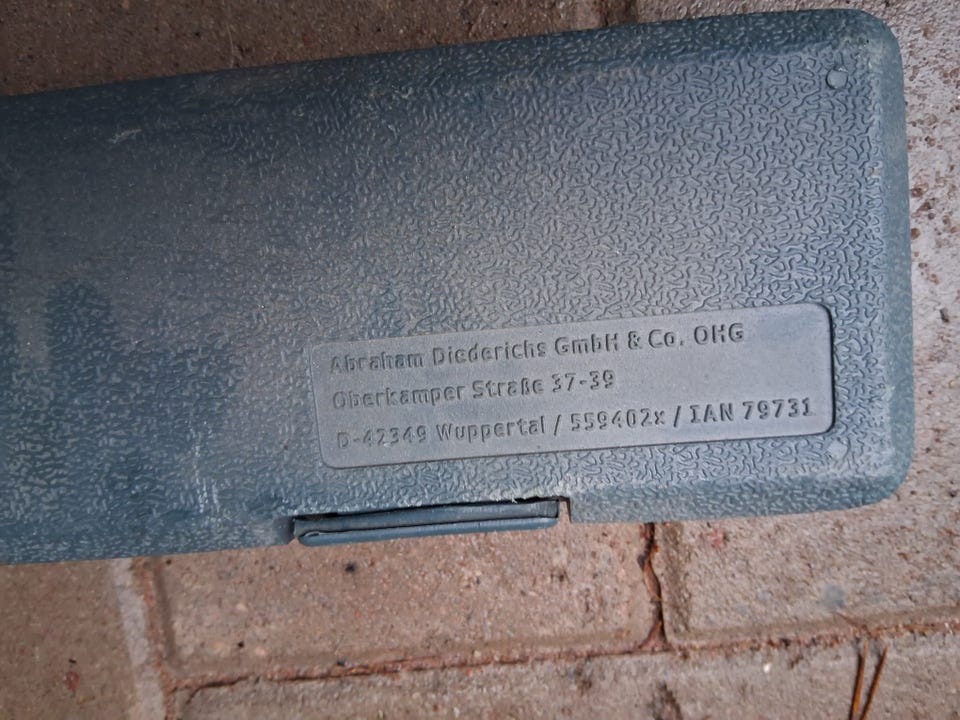 Abraham Diederichs GmbH & Co. OHG
Oberkamper Straße 37-39
D-42349 Wuppertal / 559402x / IAN 79731